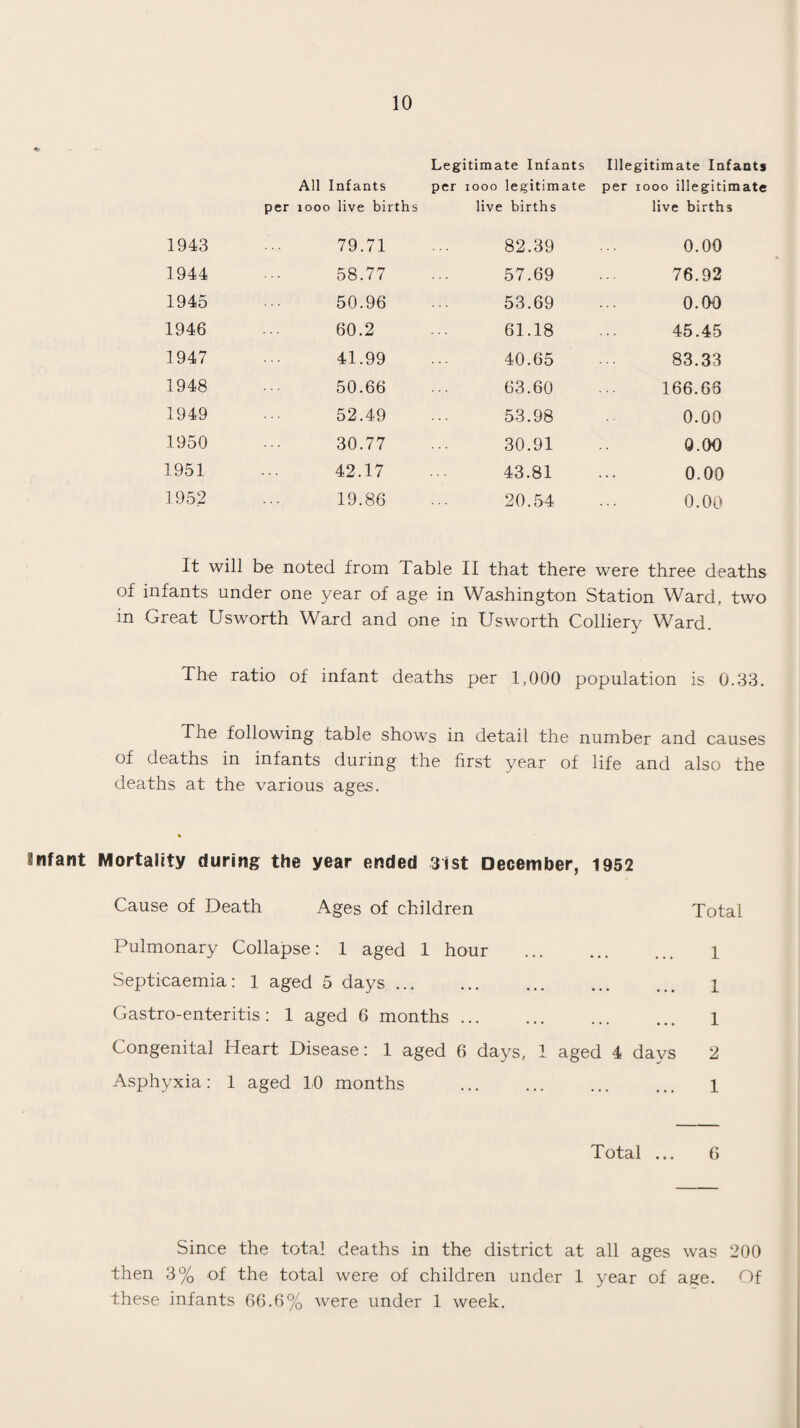 10
Legitimate Infants Illegitimate Infants
All Infants per 1000 legitimate per 1000 illegitimate
per 1000 live births live births live births
1943 ... 79.71 ... 82.39 ... 0.00
1944 ... 58.77 ... 57.69 ... 76.92
1945 ... 50.96 ... 53.69 ... 0.00
1946 ... 60.2 ... 61.18 ... 45.45
1947 ... 41.99 ... 40.65 ... 83.33
1948 ... 50.66 ... 63.60 ... 166.66
1949 ... 52.49 ... 53.98 .. 0.00
1950 ... 30.77 ... 30.91 .. 0.00
1951 ... 42.17 ... 43.81 ... 0.00
1952 ... 19.86 ... 20.54 ... 0.00
It will be noted from Table II that there were three deaths
of infants under one year of age in Washington Station Ward, two
in Great Usworth Ward and one in Usworth Colliery Ward.
The ratio of infant deaths per 1,000 population is 0.33.
The following table shows in detail the number and causes
of deaths in infants during the first year of life and also the
deaths at the various ages.
Infant Mortality during the year ended 31st December, 1952
Cause of Death Ages of children Total
Pulmonary Collapse: 1 aged 1 hour ... ... ... 1
Septicaemia: 1 aged 5 days ... ... ... ... ... 1
Gastro-enteritis: 1 aged 6 months ... ... ... ... 1
Congenital Heart Disease: 1 aged 6 days, 1 aged 4 days 2
Asphyxia: 1 aged 10 months ... ... ... ... 1
Total ... 6
Since the total deaths in the district at all ages was 200
then 3% of the total were of children under 1 year of age. Of
these infants 66.6% were under 1 week.